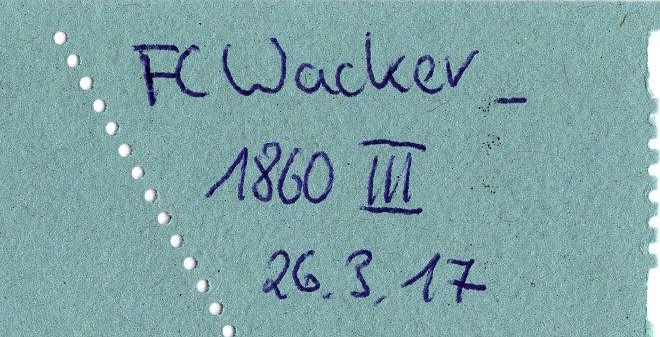 FC Wacker _
1860 III
26.3.17